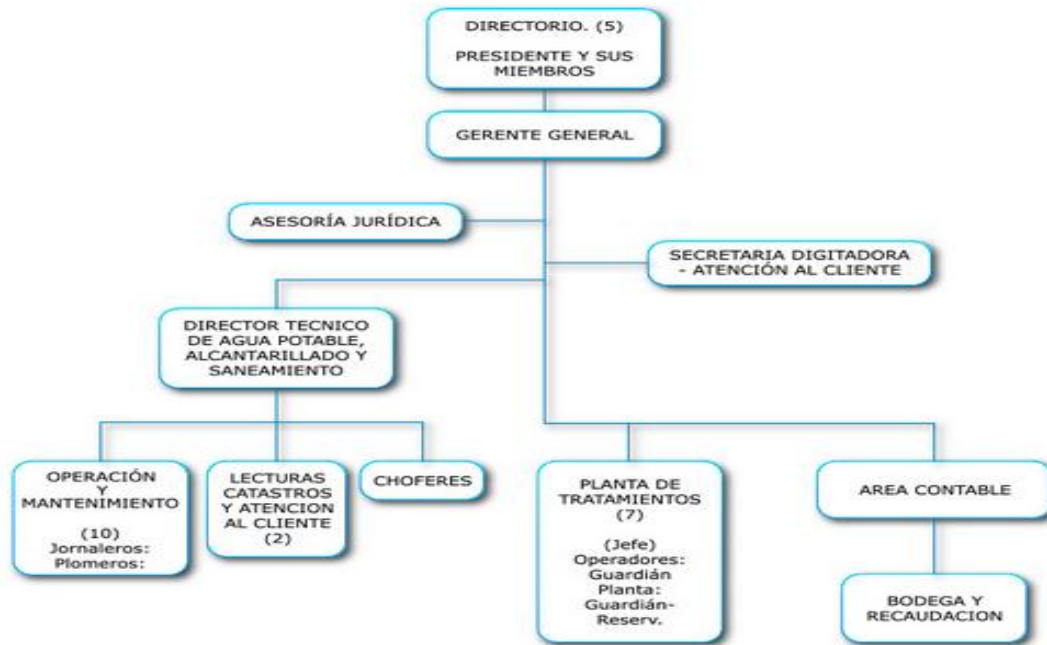 DIRECTORIO. (5)
PRESIDENTE Y SUS
MIEMBROS
GERENTE GENERAL
ASESORÍA JURÍDICA
SECRETARIA DIGITADORA
- ATENCIÓN AL CLIENTE
DIRECTOR TECNICO
DE AGUA POTABLE,
ALCANTARILLADO Y
SANEAMIENTO
OPERACIÓN
Y
MANTENIMIENTO
(10)
Jornaleros:
Plomeros:
LECTURAS
CATASTROS
Y ATENCION
AL CLIENTE
(2)
CHOFERES
PLANTA DE
TRATAMIENTOS
(7)
(Jefe)
Operadores:
Guardián
Planta:
Guardián-
Reserv.
AREA CONTABLE
BODEGA Y
RECAUDACION